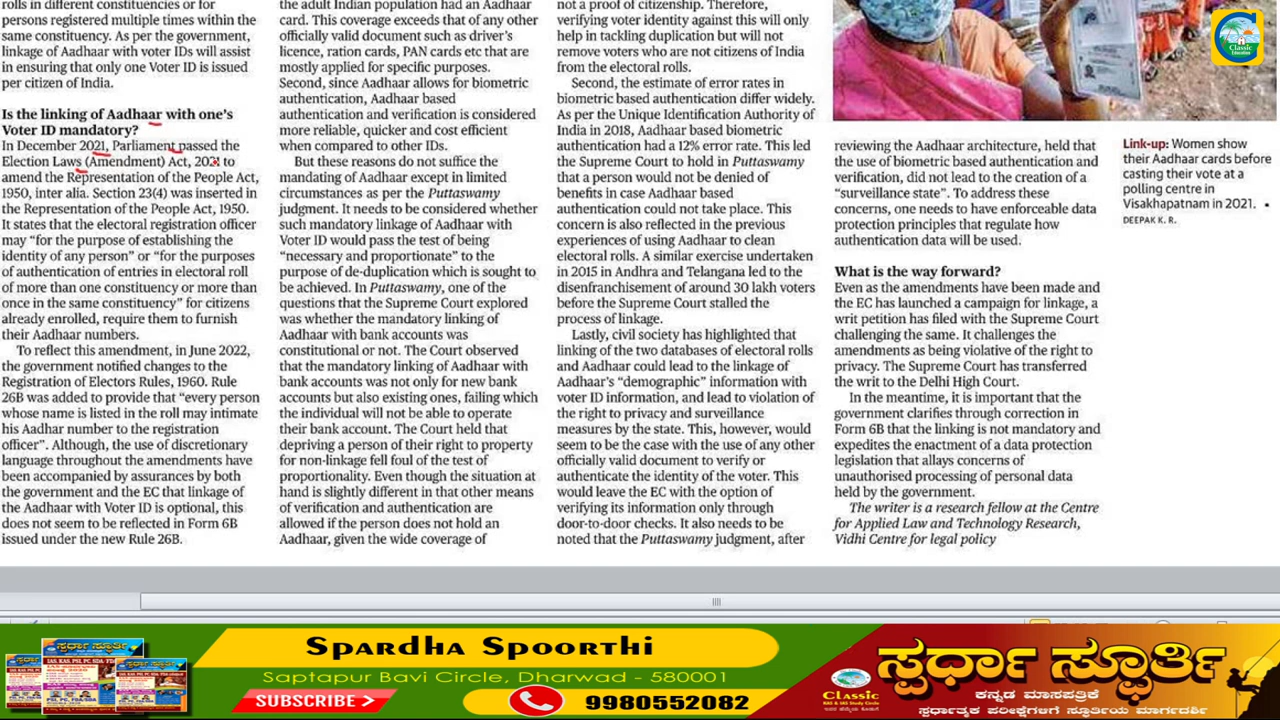 rolls in different constituencies or for
persons registered multiple times within the
same constituency. As per the government,
linkage of Aadhaar with voter IDs will assist
in ensuring that only one Voter ID is issued
per citizen of India.
Is the linking of Aadhaar with one's
Voter ID mandatory?
In December 2021, Parliament passed the
Election Laws (Amendment) Act, 2021 to
amend the Representation of the People Act,
1950, inter alia. Section 23(4) was inserted in
the Representation of the People Act, 1950.
It states that the electoral registration officer
may "for the purpose of establishing the
identity of any person" or "for the purposes
of authentication of entries in electoral roll
of more than one constituency or more than
once in the same constituency" for citizens
already enrolled, require them to furnish
their Aadhaar numbers.
To reflect this amendment, in June 2022,
the government notified changes to the
Registration of Electors Rules, 1960. Rule
26B was added to provide that "every person
whose name is listed in the roll may intimate
his Aadhar number to the registration
officer". Although, the use of discretionary
language throughout the amendments have
been accompanied by assurances by both
the government and the EC that linkage of
the Aadhaar with Voter ID is optional, this
does not seem to be reflected in Form 6B
issued under the new Rule 26B.
the adult Indian population had an Aadhaar
card. This coverage exceeds that of any other
officially valid document such as driver's
licence, ration cards, PAN cards etc that are
mostly applied for specific purposes.
Second, since Aadhaar allows for biometric
authentication, Aadhaar based
authentication and verification is considered
more reliable, quicker and cost efficient
when compared to other IDs.
But these reasons do not suffice the
mandating of Aadhaar except in limited
circumstances as per the Puttaswamy
judgment. It needs to be considered whether
such mandatory linkage of Aadhaar with
Voter ID would pass the test of being
"necessary and proportionate" to the
purpose of de-duplication which is sought to
be achieved. In Puttaswamy, one of the
questions that the Supreme Court explored
was whether the mandatory linking of
Aadhaar with bank accounts was
constitutional or not. The Court observed
that the mandatory linking of Aadhaar with
bank accounts was not only for new bank
accounts but also existing ones, failing which
the individual will not be able to operate
their bank account. The Court held that
depriving a person of their right to property
for non-linkage fell foul of the test of
proportionality. Even though the situation at
hand is slightly different in that other means
of verification and authentication are
allowed if the person does not hold an
Aadhaar, given the wide coverage of
not a proof of citizenship. Therefore,
verifying voter identity against this will only
help in tackling duplication but will not
remove voters who are not citizens of India
from the electoral rolls.
Second, the estimate of error rates in
biometric based authentication differ widely.
As per the Unique Identification Authority of
India in 2018, Aadhaar based biometric
authentication had a 12% error rate. This led
the Supreme Court to hold in Puttaswamy
that a person would not be denied of
benefits in case Aadhaar based
authentication could not take place. This
concern is also reflected in the previous
experiences of using Aadhaar to clean
electoral rolls. A similar exercise undertaken
in 2015 in Andhra and Telangana led to the
disenfranchisement of around 30 lakh voters
before the Supreme Court stalled the
process of linkage.
Lastly, civil society has highlighted that
linking of the two databases of electoral rolls
and Aadhaar could lead to the linkage of
Aadhaar's "demographic" information with
voter ID information, and lead to violation of
the right to privacy and surveillance
measures by the state. This, however, would
seem to be the case with the use of any other
officially valid document to verify or
authenticate the identity of the voter. This
would leave the EC with the option of
verifying its information only through
door-to-door checks. It also needs to be
noted that the Puttaswamy judgment, after
reviewing the Aadhaar architecture, held that
the use of biometric based authentication and
verification, did not lead to the creation of a
"surveillance state". To address these
concerns, one needs to have enforceable data
protection principles that regulate how
authentication data will be used.
What is the way forward?
Even as the amendments have been made and
the EC has launched a campaign for linkage, a
writ petition has filed with the Supreme Court
challenging the same. It challenges the
amendments as being violative of the right to
privacy. The Supreme Court has transferred
the writ to the Delhi High Court.
In the meantime, it is important that the
government clarifies through correction in
Form 6B that the linking is not mandatory and
expedites the enactment of a data protection
legislation that allays concerns of
unauthorised processing of personal data
held by the government.
The writer is a research fellow at the Centre
for Applied Law and Technology Research,
Vidhi Centre for legal policy
Link-up: Women show
their Aadhaar cards before
casting their vote at a
polling centre in
Visakhapatnam in 2021. •
DEEPAK K. R.
Classic
Education
Spardha Spoorthi
Saptapur Bavi Circle, Dharwad - 580001
SUBSCRIBE >
9980552082
ಸ್ಪರ್ಧಾ ಸ್ಫೂರ್ತಿ
Classic
IAS & KAS Study Circle
ಸ್ಪರ್ಧಾ ಸ್ಫೂರ್ತಿ
ಕನ್ನಡ ಮಾಸಪತ್ರಿಕೆ
ಸ್ಪರ್ಧಾತ್ಮಕ ಪರೀಕ್ಷೆಗಳಿಗೆ ಸ್ಫೂರ್ತಿಯ ಮಾರ್ಗದರ್ಶಿ